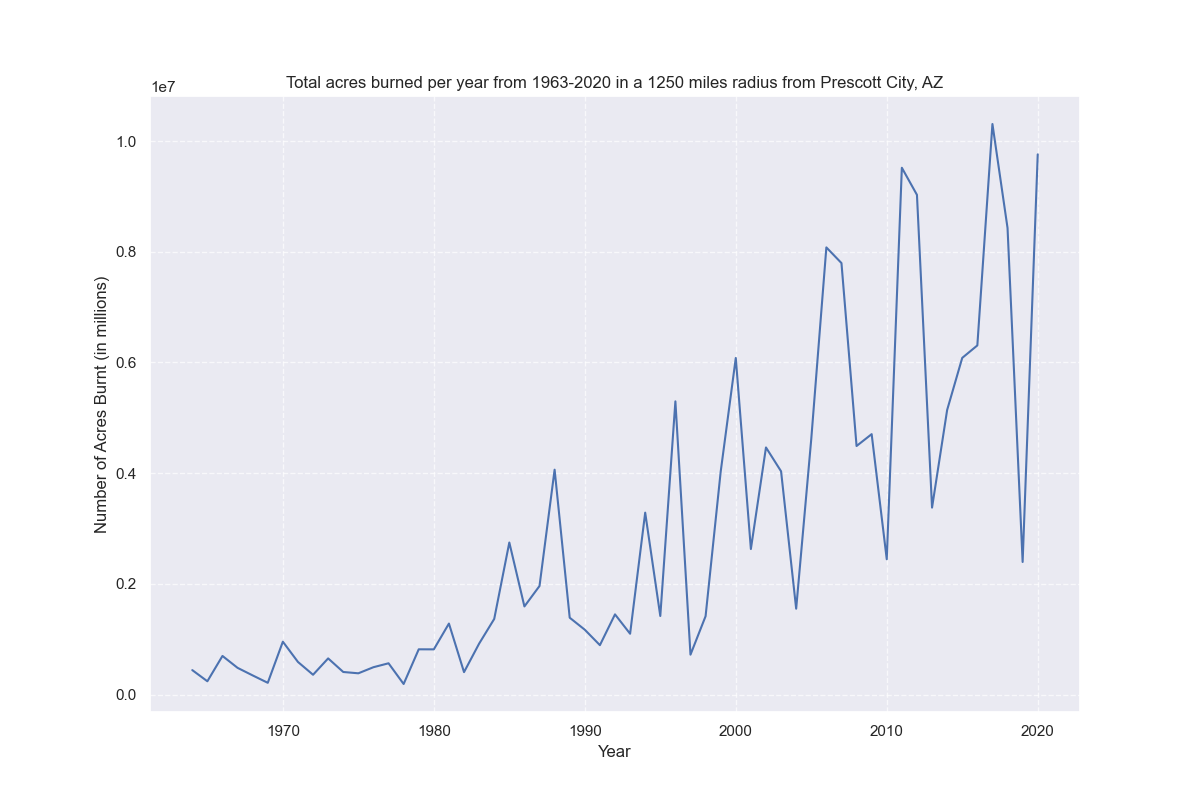 Total acres burned per year from 1963-2020 in a 1250 miles radius from Prescott City, AZ
1e7
1.0
0.8
0.6
0.4
0.2
0.0
Number of Acres Burnt (in millions)
1970 1980 1990 2000 2010 2020
Year